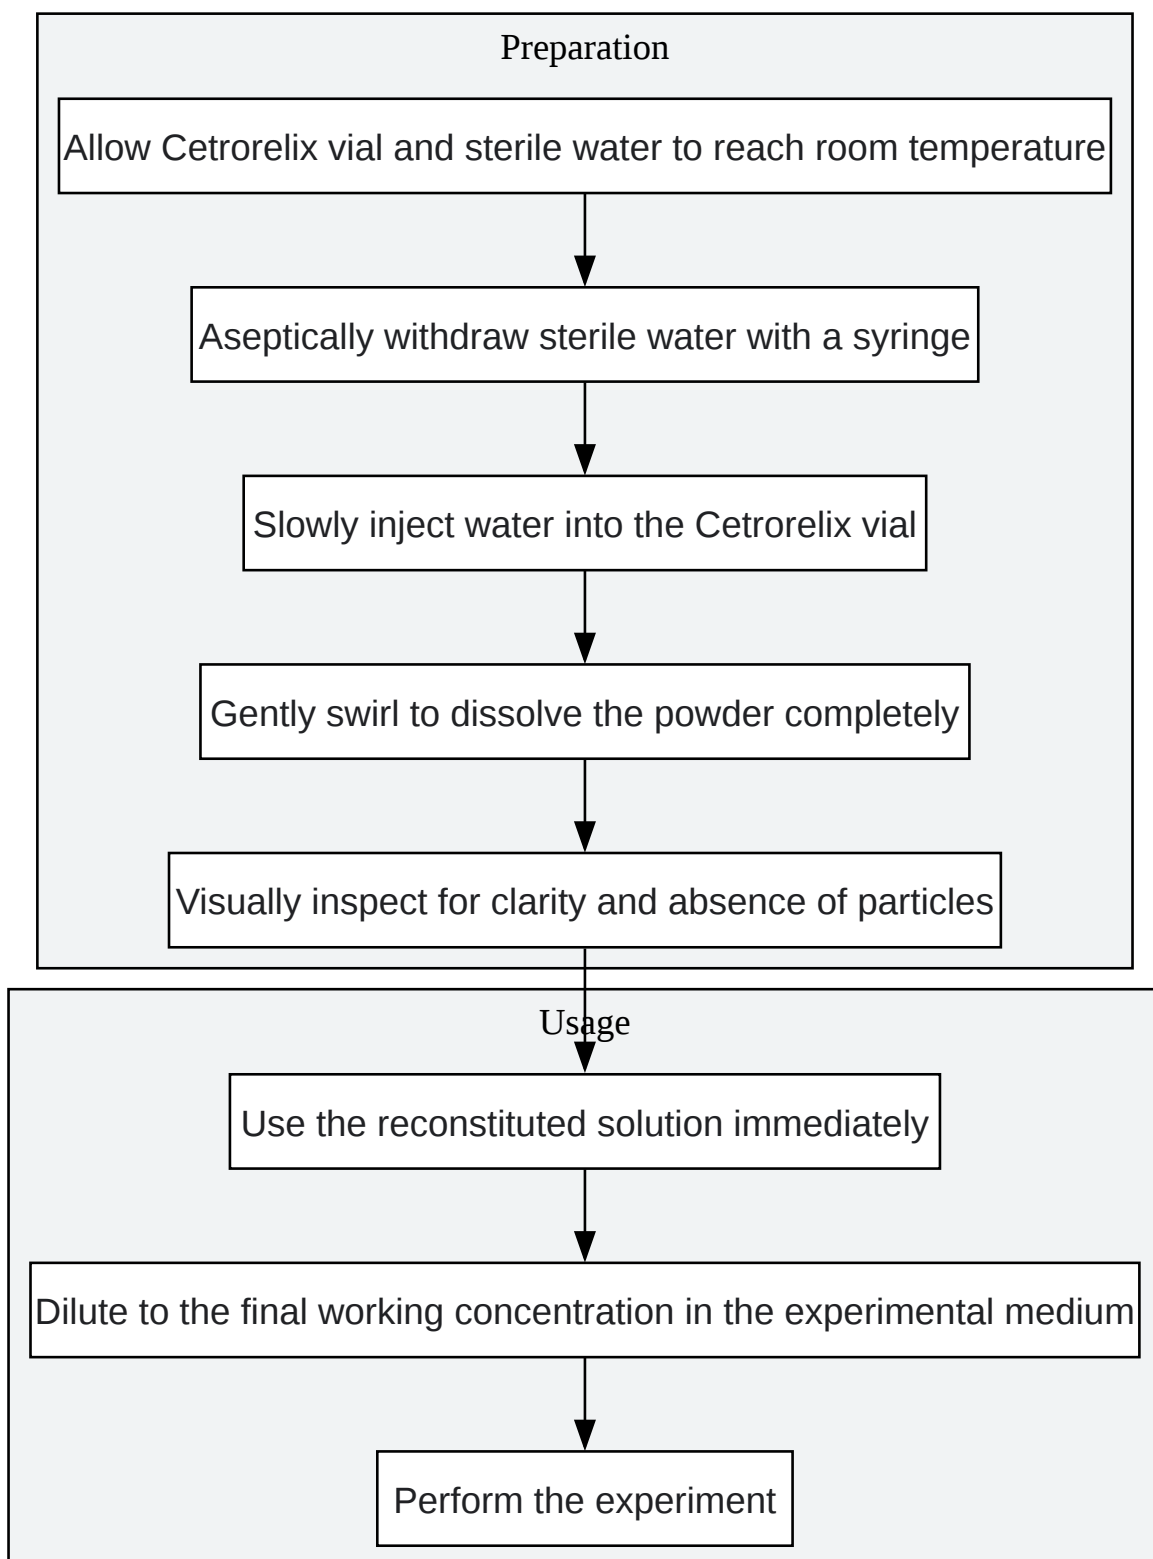 Preparation
Allow Cetrorelix vial and sterile water to reach room temperature
Aseptically withdraw sterile water with a syringe
Slowly inject water into the Cetrorelix vial
Gently swirl to dissolve the powder completely
Visually inspect for clarity and absence of particles
Usage
Use the reconstituted solution immediately
Dilute to the final working concentration in the experimental medium
Perform the experiment